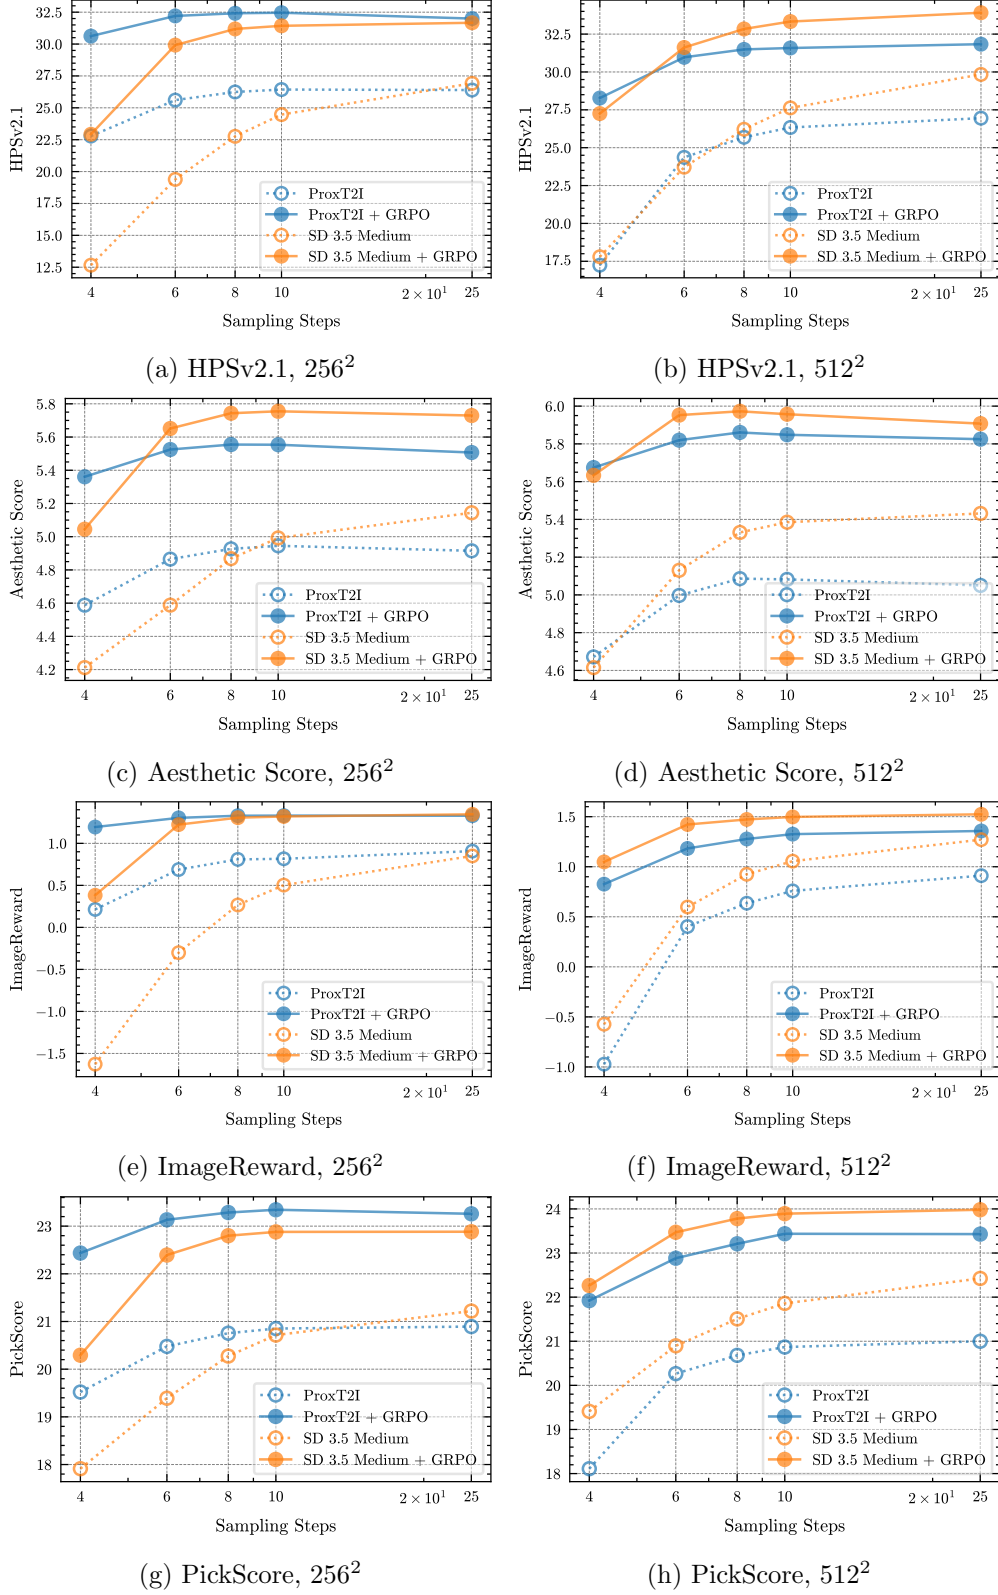 32.5
30.0
27.5
25.0
22.5
20.0
17.5
15.0
12.5
HPSv2.1
ProxT2I
ProxT2I + GRPO
SD 3.5 Medium
SD 3.5 Medium + GRPO
4 6 8 10 2 × 10¹ 25
Sampling Steps
(a) HPSv2.1, 256²
32.5
30.0
27.5
25.0
22.5
20.0
17.5
HPSv2.1
ProxT2I
ProxT2I + GRPO
SD 3.5 Medium
SD 3.5 Medium + GRPO
4 6 8 10 2 × 10¹ 25
Sampling Steps
(b) HPSv2.1, 512²
5.8
5.6
5.4
5.2
5.0
4.8
4.6
4.4
4.2
Aesthetic Score
ProxT2I
ProxT2I + GRPO
SD 3.5 Medium
SD 3.5 Medium + GRPO
4 6 8 10 2 × 10¹ 25
Sampling Steps
(c) Aesthetic Score, 256²
6.0
5.8
5.6
5.4
5.2
5.0
4.8
4.6
Aesthetic Score
ProxT2I
ProxT2I + GRPO
SD 3.5 Medium
SD 3.5 Medium + GRPO
4 6 8 10 2 × 10¹ 25
Sampling Steps
(d) Aesthetic Score, 512²
1.0
0.5
0.0
−0.5
−1.0
−1.5
ImageReward
ProxT2I
ProxT2I + GRPO
SD 3.5 Medium
SD 3.5 Medium + GRPO
4 6 8 10 2 × 10¹ 25
Sampling Steps
(e) ImageReward, 256²
1.5
1.0
0.5
0.0
−0.5
−1.0
ImageReward
ProxT2I
ProxT2I + GRPO
SD 3.5 Medium
SD 3.5 Medium + GRPO
4 6 8 10 2 × 10¹ 25
Sampling Steps
(f) ImageReward, 512²
23
22
21
20
19
18
PickScore
ProxT2I
ProxT2I + GRPO
SD 3.5 Medium
SD 3.5 Medium + GRPO
4 6 8 10 2 × 10¹ 25
Sampling Steps
(g) PickScore, 256²
24
23
22
21
20
19
18
PickScore
ProxT2I
ProxT2I + GRPO
SD 3.5 Medium
SD 3.5 Medium + GRPO
4 6 8 10 2 × 10¹ 25
Sampling Steps
(h) PickScore, 512²